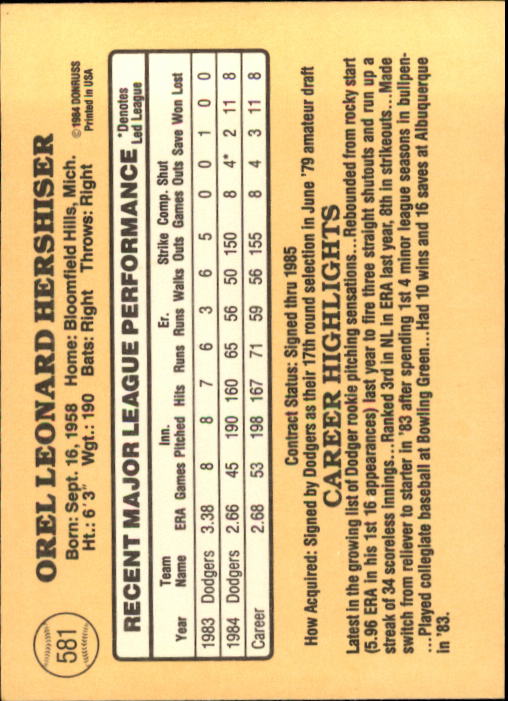 581
OREL LEONARD HERSHISER
Born: Sept. 16, 1958 Home: Bloomfield Hills, Mich.
Ht.: 6' 3" Wgt.: 190 Bats: Right Throws: Right
© 1984 DONRUSS
Printed in USA
RECENT MAJOR LEAGUE PERFORMANCE *Denotes Led League
Year Team Name ERA Games Inn. Pitched Hits Runs Er. Runs Walks Strike Outs Comp. Games Shut Outs Save Won Lost
1983 Dodgers 3.38 8 8 7 6 3 6 5 0 0 1 0 0
1984 Dodgers 2.66 45 190 160 65 56 50 150 8 4* 2 11 8
Career 2.68 53 198 167 71 59 56 155 8 4 3 11 8
Contract Status: Signed thru 1985
How Acquired: Signed by Dodgers as their 17th round selection in June '79 amateur draft
CAREER HIGHLIGHTS
Latest in the growing list of Dodger rookie pitching sensations...Rebounded from rocky start
(5.96 ERA in his 1st 16 appearances) last year to fire three straight shutouts and run up a
streak of 34 scoreless innings...Ranked 3rd in NL in ERA last year, 8th in strikeouts...Made
switch from reliever to starter in '83 after spending 1st 4 minor league seasons in bullpen-
...Played collegiate baseball at Bowling Green...Had 10 wins and 16 saves at Albuquerque
in '83.